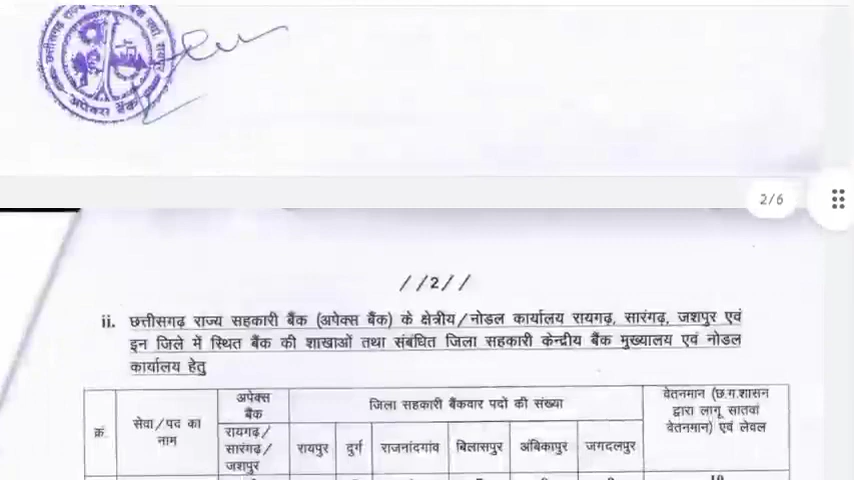 अपेक्स बैंक
2/6
//2//
ii. छत्तीसगढ़ राज्य सहकारी बैंक (अपेक्स बैंक) के क्षेत्रीय/नोडल कार्यालय रायगढ़, सारंगढ़, जशपुर एवं
इन जिले में स्थित बैंक की शाखाओं तथा संबंधित जिला सहकारी केन्द्रीय बैंक मुख्यालय एवं नोडल
कार्यालय हेतु
क्रं.
सेवा/पद का
नाम
अपेक्स
बैंक
रायगढ़/
सारंगढ़/
जशपुर
जिला सहकारी बैंकवार पदों की संख्या
रायपुर दुर्ग राजनांदगांव बिलासपुर अंबिकापुर जगदलपुर
वेतनमान (छ.ग.शासन
द्वारा लागू सातवां
वेतनमान) एवं लेवल